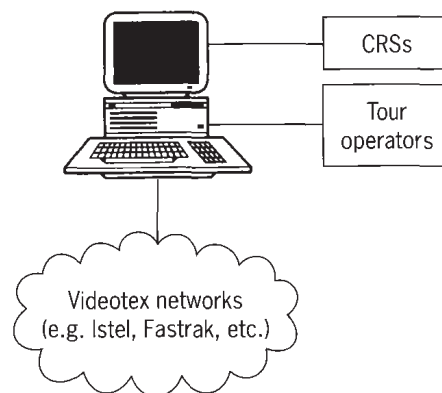 CRSs
Tour
operators
Videotex networks
(e.g. Istel, Fastrak, etc.)